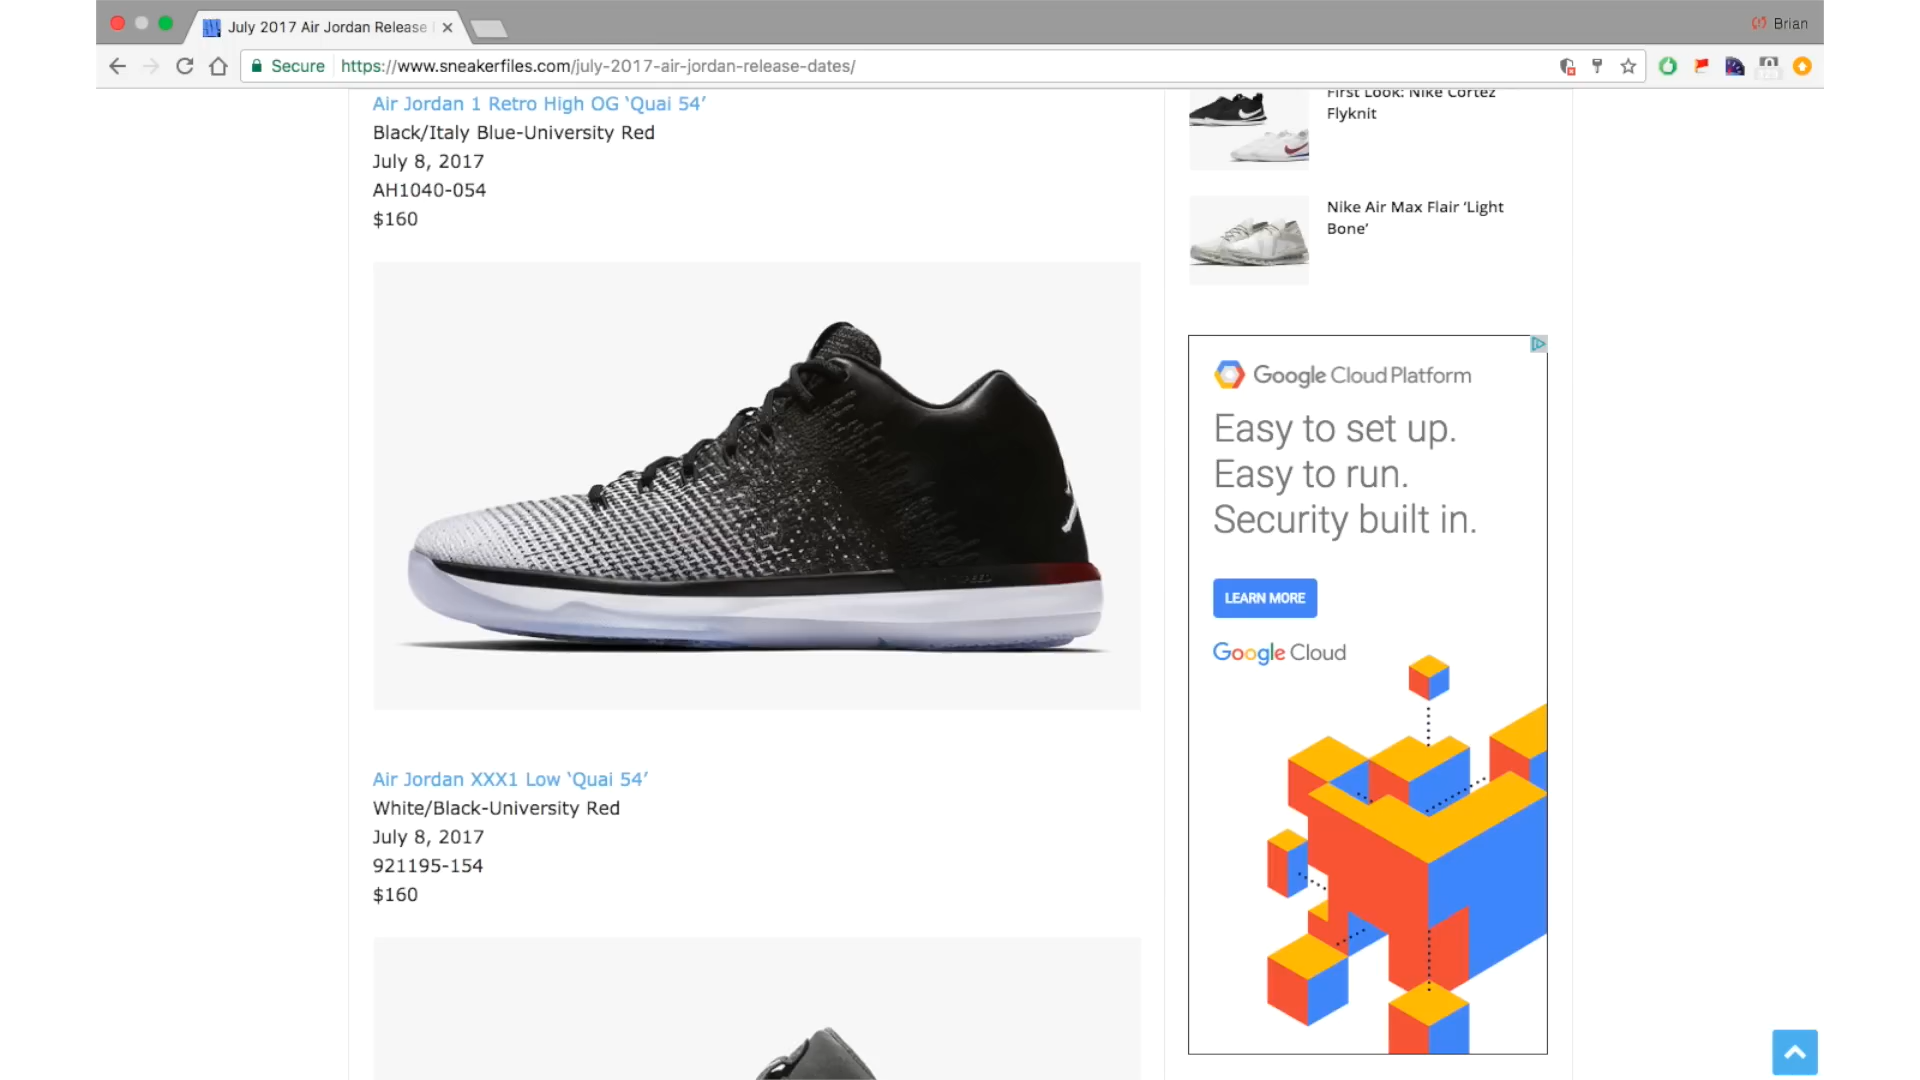 July 2017 Air Jordan Release
Brian
Secure
https://www.sneakerfiles.com/july-2017-air-jordan-release-dates/
Air Jordan 1 Retro High OG ‘Quai 54’
Black/Italy Blue-University Red
July 8, 2017
AH1040-054
$160
First Look: Nike Cortez
Flyknit
Nike Air Max Flair ‘Light
Bone’
Google Cloud Platform
Easy to set up.
Easy to run.
Security built in.
LEARN MORE
Google Cloud
Air Jordan XXX1 Low ‘Quai 54’
White/Black-University Red
July 8, 2017
921195-154
$160